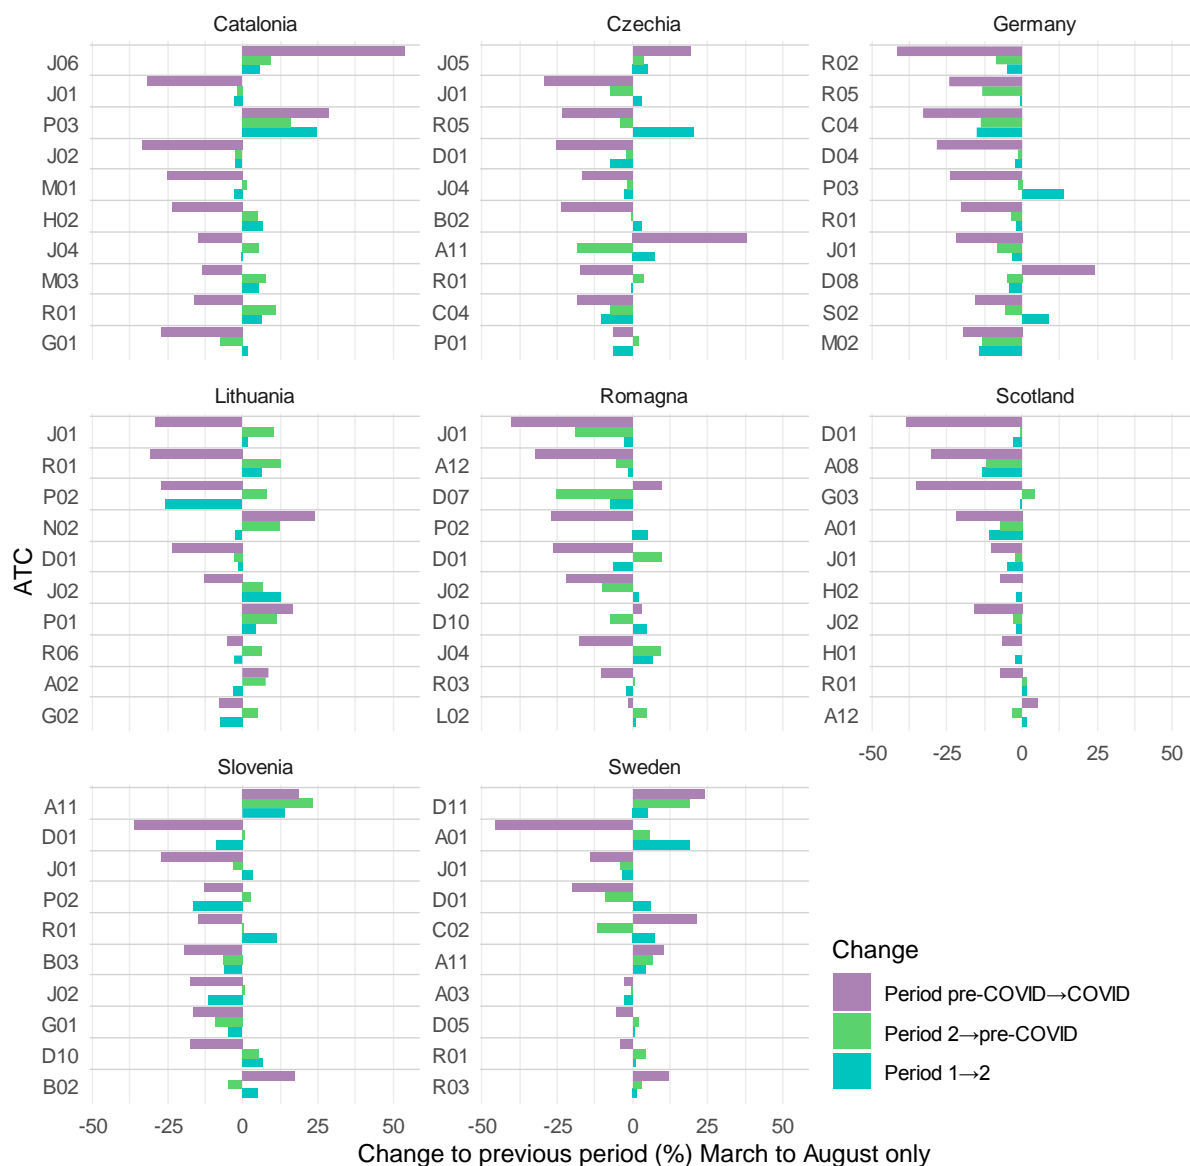 Catalonia
Czechia
Germany
J06
J01
P03
J02
M01
H02
J04
M03
R01
G01
J05
J01
R05
D01
J04
B02
A11
R01
C04
P01
R02
R05
C04
D04
P03
R01
J01
D08
S02
M02
Lithuania
Romagna
Scotland
ATC
J01
R01
P02
N02
D01
J02
P01
R06
A02
G02
J01
A12
D07
P02
D01
J02
D10
J04
R03
L02
D01
A08
G03
A01
J01
H02
J02
H01
R01
A12
-50 -25 0 25 50
Slovenia
Sweden
A11
D01
J01
P02
R01
B03
J02
G01
D10
B02
D11
A01
J01
D01
C02
A11
A03
D05
R01
R03
-50 -25 0 25 50
-50 -25 0 25 50
Change to previous period (%) March to August only
Change
Period pre-COVID→COVID
Period 2→pre-COVID
Period 1→2